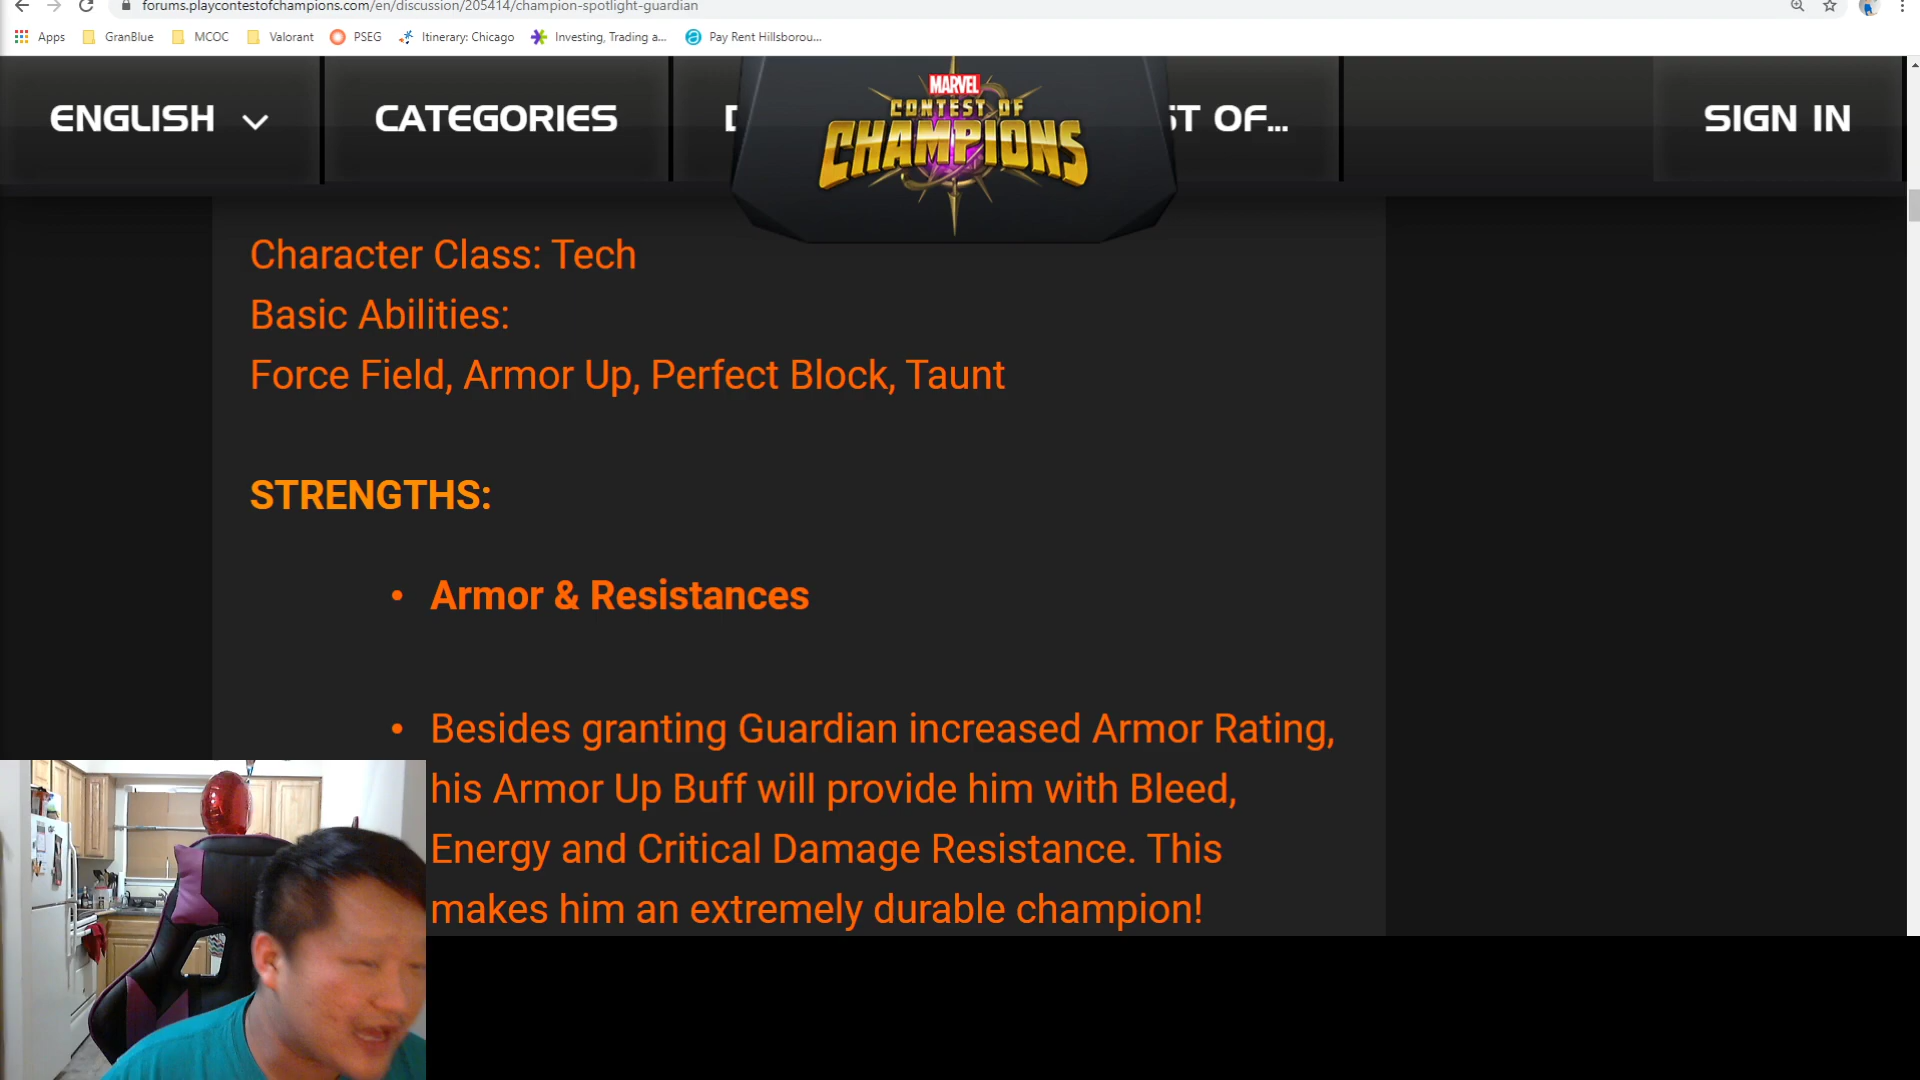 forums.playcontestofchampions.com/en/discussion/205414/champion-spotlight-guardian
Apps GranBlue MCOC Valorant PSEG Itinerary: Chicago Investing, Trading a... Pay Rent Hillsborou...
ENGLISH CATEGORIES D ST OF... SIGN IN
MARVEL
CONTEST OF
CHAMPIONS
Character Class: Tech
Basic Abilities:
Force Field, Armor Up, Perfect Block, Taunt
STRENGTHS:
• Armor & Resistances
• Besides granting Guardian increased Armor Rating,
his Armor Up Buff will provide him with Bleed,
Energy and Critical Damage Resistance. This
makes him an extremely durable champion!